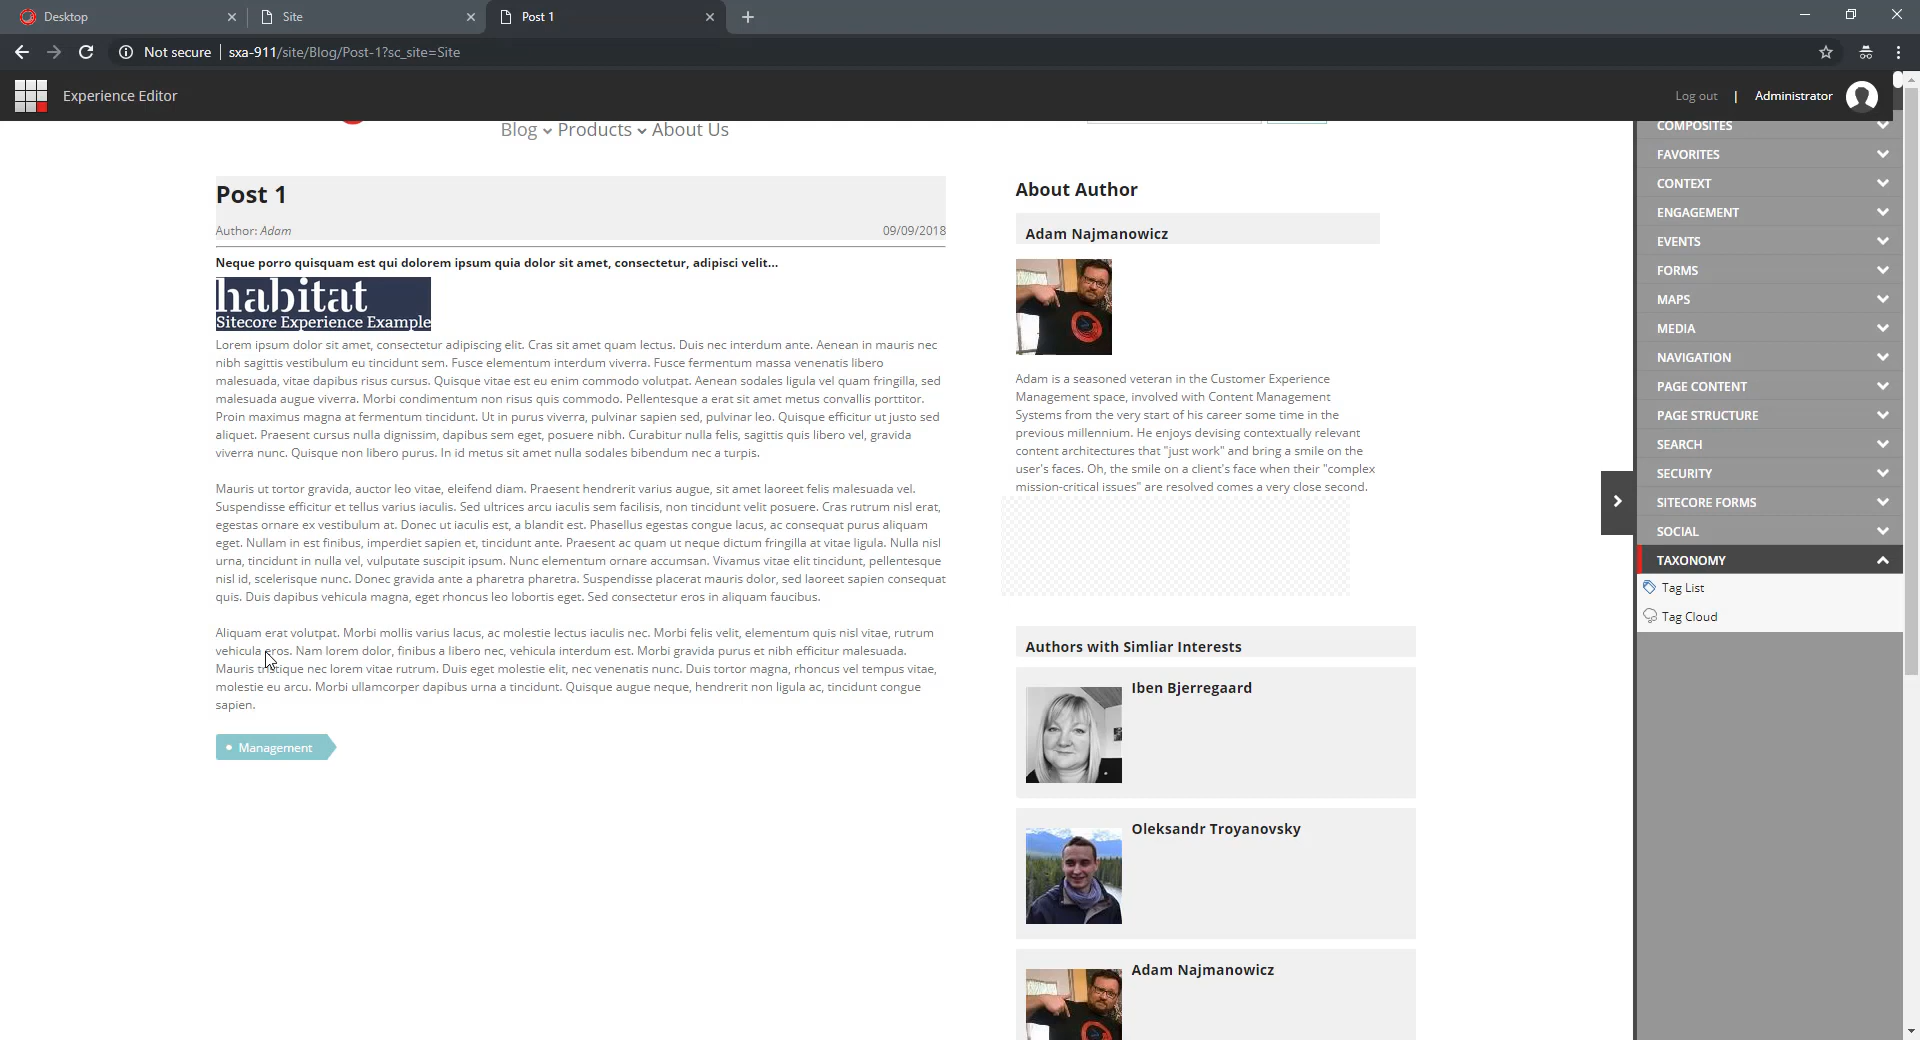 Desktop
Site
Post 1
Not secure
sxa-911/site/Blog/Post-1?sc_site=Site
Experience Editor
Log out | Administrator
Blog Products About Us
Post 1
Author: Adam
09/09/2018
Neque porro quisquam est qui dolorem ipsum quia dolor sit amet, consectetur, adipisci velit...
habitat
Sitecore Experience Example
Lorem ipsum dolor sit amet, consectetur adipiscing elit. Cras sit amet quam lectus. Duis nec interdum ante. Aenean in mauris nec
nibh sagittis vestibulum eu tincidunt sem. Fusce elementum interdum viverra. Fusce fermentum massa venenatis libero
malesuada, vitae dapibus risus cursus. Quisque vitae est eu enim commodo volutpat. Aenean sodales ligula vel quam fringilla, sed
malesuada augue viverra. Morbi condimentum non risus quis commodo. Pellentesque a erat sit amet metus convallis porttitor.
Proin maximus magna at fermentum tincidunt. Ut in purus viverra, pulvinar sapien sed, pulvinar leo. Quisque efficitur ut justo sed
aliquet. Praesent cursus nulla dignissim, dapibus sem eget, posuere nibh. Curabitur nulla felis, sagittis quis libero vel, gravida
viverra nunc. Quisque non libero purus. In id metus sit amet nulla sodales bibendum nec a turpis.
Mauris ut tortor gravida, auctor leo vitae, eleifend diam. Praesent hendrerit varius augue, sit amet laoreet felis malesuada vel.
Suspendisse efficitur et tellus varius iaculis. Sed ultrices arcu iaculis sem facilisis, non tincidunt velit posuere. Cras rutrum nisl erat,
egestas ornare ex vestibulum at. Donec ut iaculis est, a blandit est. Phasellus egestas congue lacus, ac consequat purus aliquam
eget. Nullam in est finibus, imperdiet sapien et, tincidunt ante. Praesent ac quam ut neque dictum fringilla at vitae ligula. Nulla nisl
urna, tincidunt in nulla vel, vulputate suscipit ipsum. Nunc elementum ornare accumsan. Vivamus vitae elit tincidunt, pellentesque
nisl id, scelerisque nunc. Donec gravida ante a pharetra pharetra. Suspendisse placerat mauris dolor, sed laoreet sapien consequat
quis. Duis dapibus vehicula magna, eget rhoncus leo lobortis eget. Sed consectetur eros in aliquam faucibus.
Aliquam erat volutpat. Morbi mollis varius lacus, ac molestie lectus iaculis nec. Morbi felis velit, elementum quis nisl vitae, rutrum
vehicula eros. Nam lorem dolor, finibus a libero nec, vehicula interdum est. Morbi gravida purus et nibh efficitur malesuada.
Mauris tristique nec lorem vitae rutrum. Duis eget molestie elit, nec venenatis nunc. Duis tortor magna, rhoncus vel tempus vitae,
molestie eu arcu. Morbi ullamcorper dapibus urna a tincidunt. Quisque augue neque, hendrerit non ligula ac, tincidunt congue
sapien.
Management
About Author
Adam Najmanowicz
Adam is a seasoned veteran in the Customer Experience
Management space, involved with Content Management
Systems from the very start of his career some time in the
previous millennium. He enjoys devising contextually relevant
content architectures that "just work" and bring a smile on the
user's faces. Oh, the smile on a client's face when their "complex
mission-critical issues" are resolved comes a very close second.
Authors with Simliar Interests
Iben Bjerregaard
Oleksandr Troyanovsky
Adam Najmanowicz
COMPOSITES
FAVORITES
CONTEXT
ENGAGEMENT
EVENTS
FORMS
MAPS
MEDIA
NAVIGATION
PAGE CONTENT
PAGE STRUCTURE
SEARCH
SECURITY
SITECORE FORMS
SOCIAL
TAXONOMY
Tag List
Tag Cloud